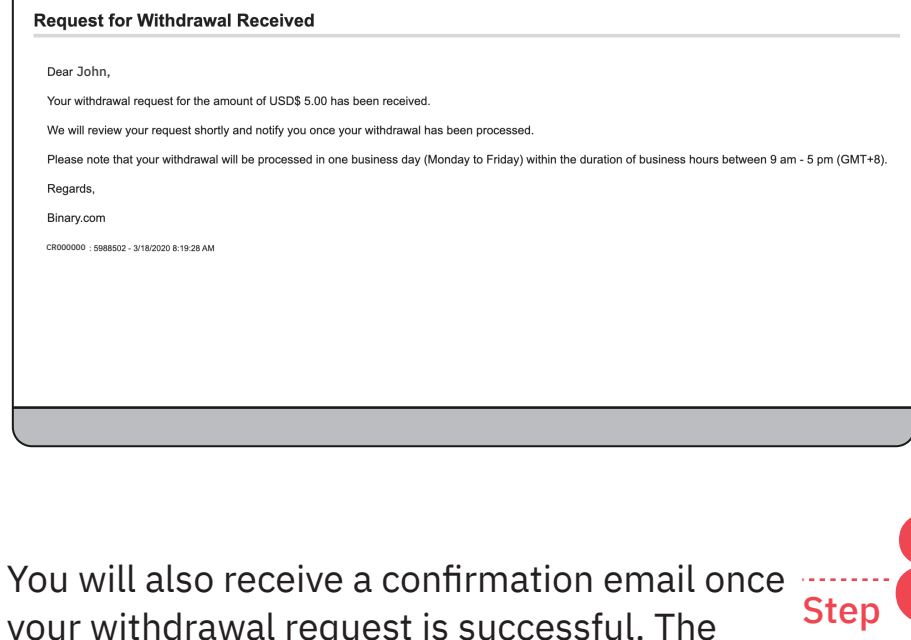 Request for Withdrawal Received
Dear John,
Your withdrawal request for the amount of USD$ 5.00 has been received.
We will review your request shortly and notify you once your withdrawal has been processed.
Please note that your withdrawal will be processed in one business day (Monday to Friday) within the duration of business hours between 9 am - 5 pm (GMT+8).
Regards,
Binary.com
CR000000 : 5988502 - 3/18/2020 8:19:28 AM
You will also receive a confirmation email once
your withdrawal request is successful. The
Step